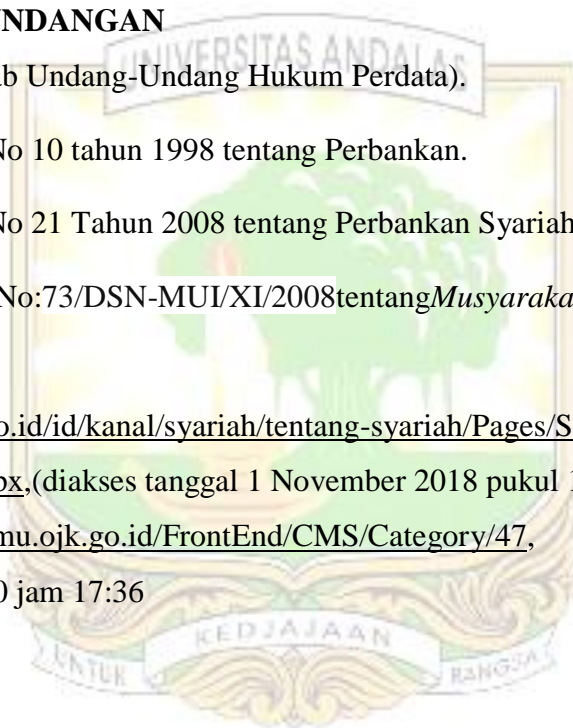 UNDANGAN
UNIVERSITAS ANDALAS
ab Undang-Undang Hukum Perdata).
No 10 tahun 1998 tentang Perbankan.
No 21 Tahun 2008 tentang Perbankan Syariah
No:73/DSN-MUI/XI/2008tentangMusyaraka
o.id/id/kanal/syariah/tentang-syariah/Pages/S
px,(diakses tanggal 1 November 2018 pukul 1
mu.ojk.go.id/FrontEnd/CMS/Category/47,
0 jam 17:36
KEDJAJAAN
UNTUK BANGSA